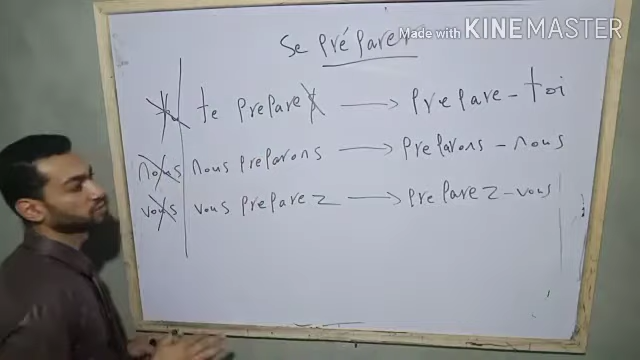 Made with KINEMASTER
Se préparer
Tu te prepares → prepare-toi
Nous nous preparons → preparons-nous
vous vous preparez → preparez-vous